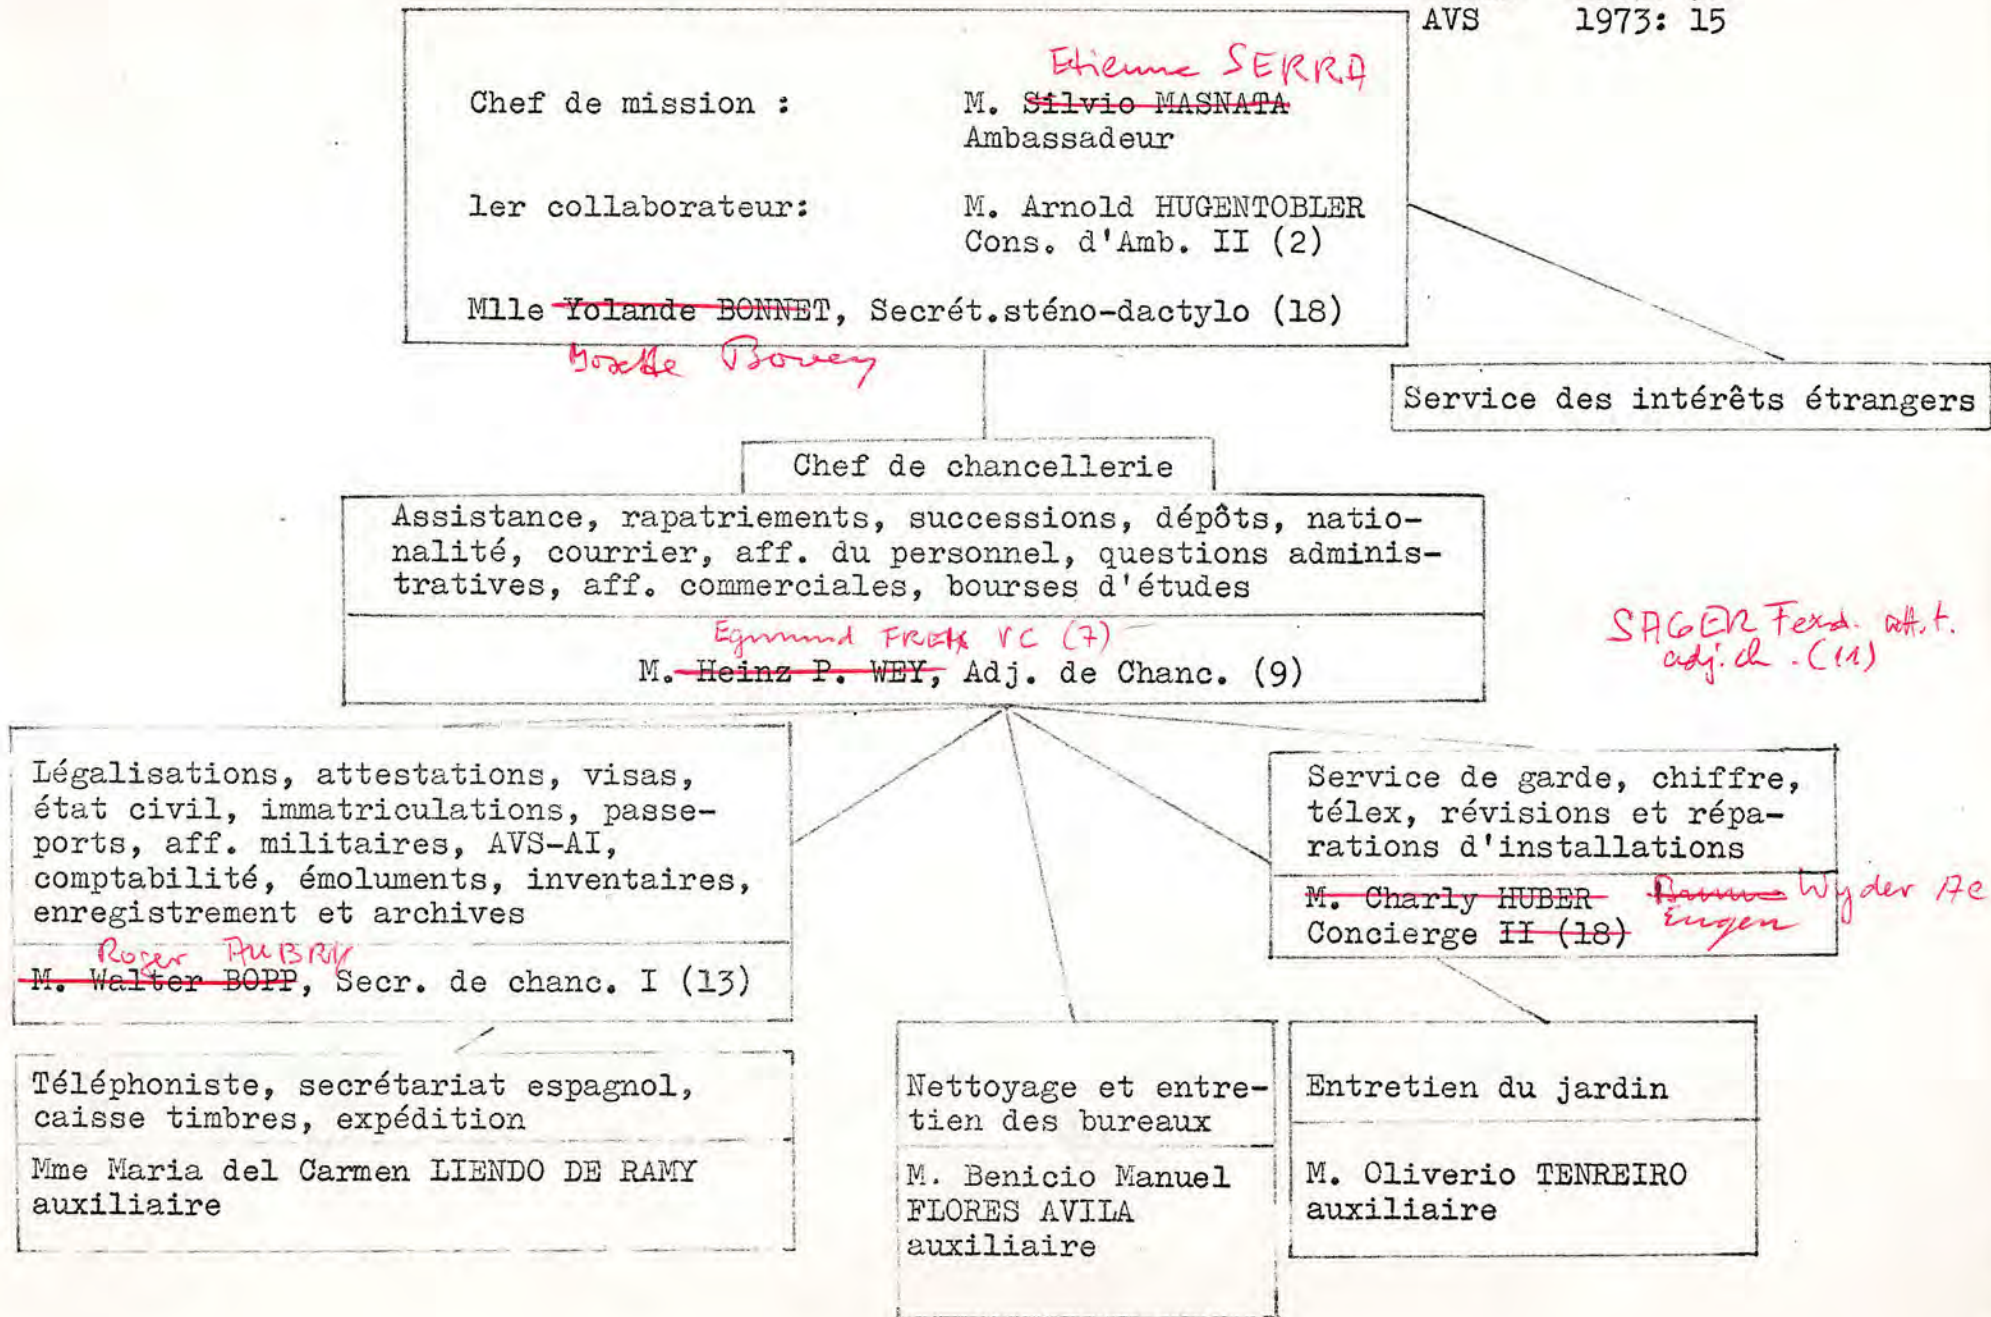 AVS 1973: 15
Etienne SERRA
Chef de mission : M. Silvio MASNATA
Ambassadeur
1er collaborateur: M. Arnold HUGENTOBLER
Cons. d'Amb. II (2)
Mlle Yolande BONNET, Secrét.sténo-dactylo (18)
Bovey
Service des intérêts étrangers
Chef de chancellerie
Assistance, rapatriements, successions, dépôts, natio-
nalité, courrier, aff. du personnel, questions adminis-
tratives, aff. commerciales, bourses d'études
Egmund VC (7)
M. Heinz P. WEY, Adj. de Chanc. (9)
SAGER Ferd. att.t.
adj. ch. (11)
Légalisations, attestations, visas,
état civil, immatriculations, passe-
ports, aff. militaires, AVS-AI,
comptabilité, émoluments, inventaires,
enregistrement et archives
Roger AUBRY
M. Walter BOPP, Secr. de chanc. I (13)
Service de garde, chiffre,
télex, révisions et répa-
rations d'installations
M. Charly HUBER Wyder
Concierge II (18) Eugen
Téléphoniste, secrétariat espagnol,
caisse timbres, expédition
Mme Maria del Carmen LIENDO DE RAMY
auxiliaire
Nettoyage et entre-
tien des bureaux
M. Benicio Manuel
FLORES AVILA
auxiliaire
Entretien du jardin
M. Oliverio TENREIRO
auxiliaire